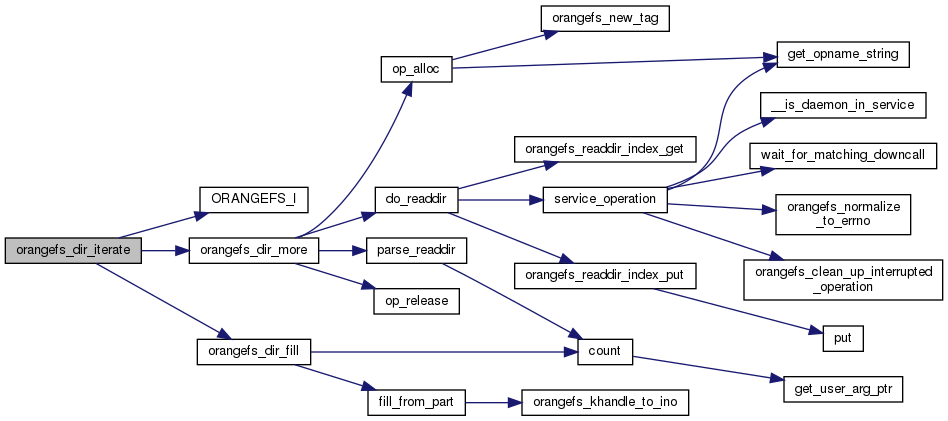 orangefs_new_tag
get_opname_string
op_alloc
__is_daemon_in_service
orangefs_readdir_index_get
wait_for_matching_downcall
ORANGEFS_I
do_readdir
service_operation
orangefs_normalize
_to_errno
orangefs_dir_iterate
orangefs_dir_more
parse_readdir
orangefs_readdir_index_put
orangefs_clean_up_interrupted
_operation
op_release
put
orangefs_dir_fill
count
get_user_arg_ptr
fill_from_part
orangefs_khandle_to_ino